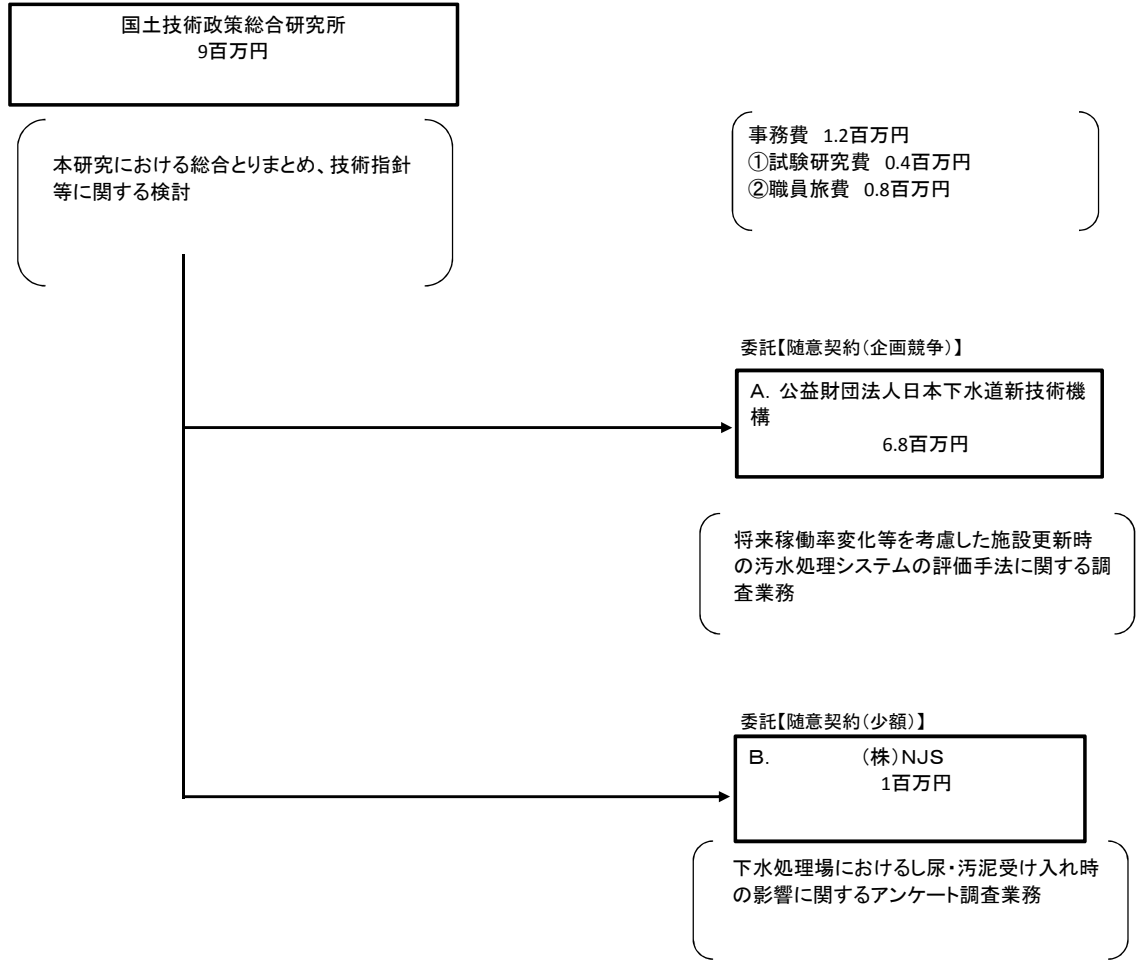 国土技術政策総合研究所
9百万円
本研究における総合とりまとめ、技術指針
等に関する検討
事務費 1.2百万円
①試験研究費 0.4百万円
②職員旅費 0.8百万円
委託【随意契約(企画競争)】
A. 公益財団法人日本下水道新技術機
構
6.8百万円
将来稼働率変化等を考慮した施設更新時
の汚水処理システムの評価手法に関する調
査業務
委託【随意契約(少額)】
B. (株)NJS
1百万円
下水処理場におけるし尿・汚泥受け入れ時
の影響に関するアンケート調査業務